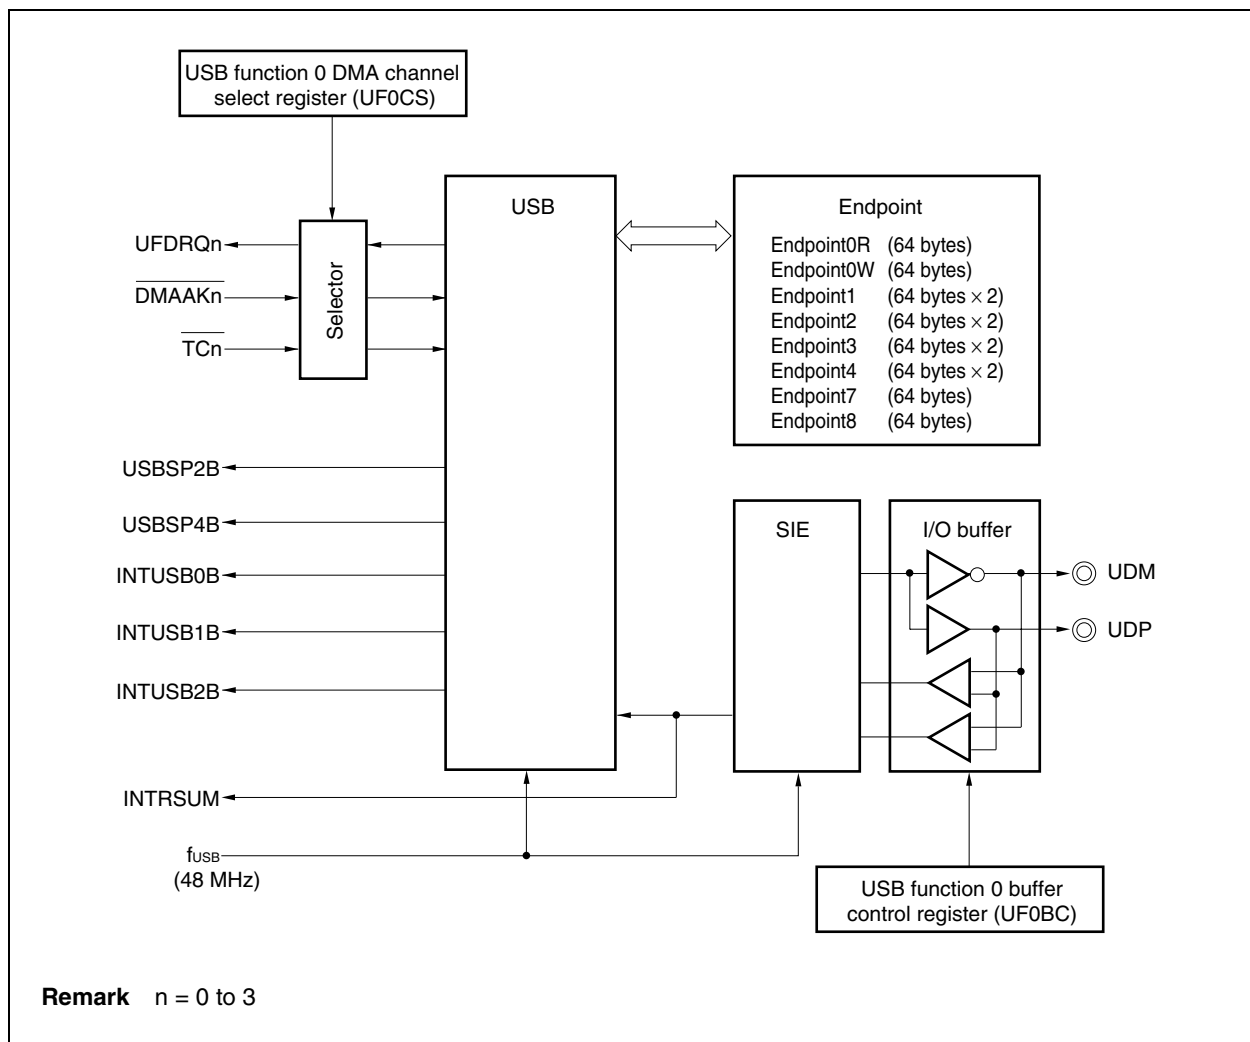 USB function 0 DMA channel
select register (UF0CS)
USB
Endpoint
UFDRQn
Selector
DMAAKn
TCn
Endpoint0R (64 bytes)
Endpoint0W (64 bytes)
Endpoint1 (64 bytes × 2)
Endpoint2 (64 bytes × 2)
Endpoint3 (64 bytes × 2)
Endpoint4 (64 bytes × 2)
Endpoint7 (64 bytes)
Endpoint8 (64 bytes)
USBSP2B
USBSP4B
INTUSB0B
INTUSB1B
INTUSB2B
SIE
I/O buffer
UDM
UDP
INTRSUM
fUSB
(48 MHz)
USB function 0 buffer
control register (UF0BC)
Remark n = 0 to 3